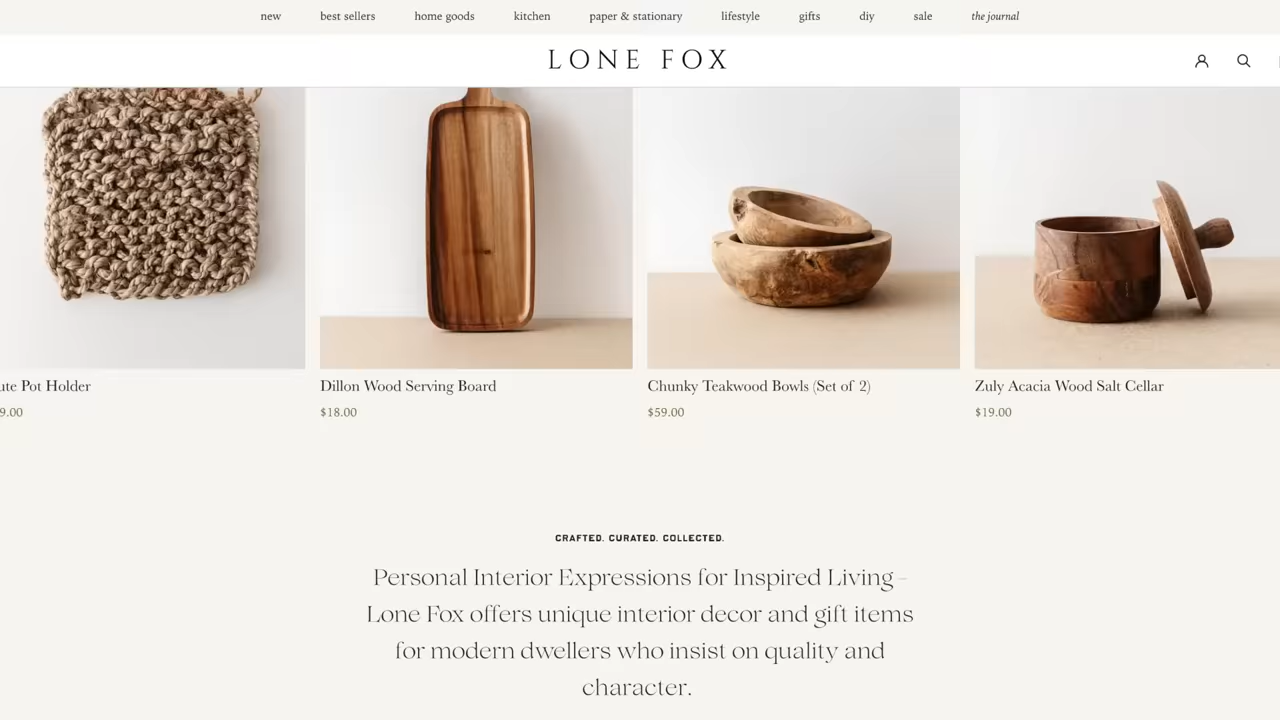 new best sellers home goods kitchen paper & stationary lifestyle gifts diy sale the journal
LONE FOX
Pot Holder Dillon Wood Serving Board Chunky Teakwood Bowls (Set of 2) Zuly Acacia Wood Salt Cellar
9.00 $18.00 $59.00 $19.00
CRAFTED. CURATED. COLLECTED.
Personal Interior Expressions for Inspired Living –
Lone Fox offers unique interior decor and gift items
for modern dwellers who insist on quality and
character.